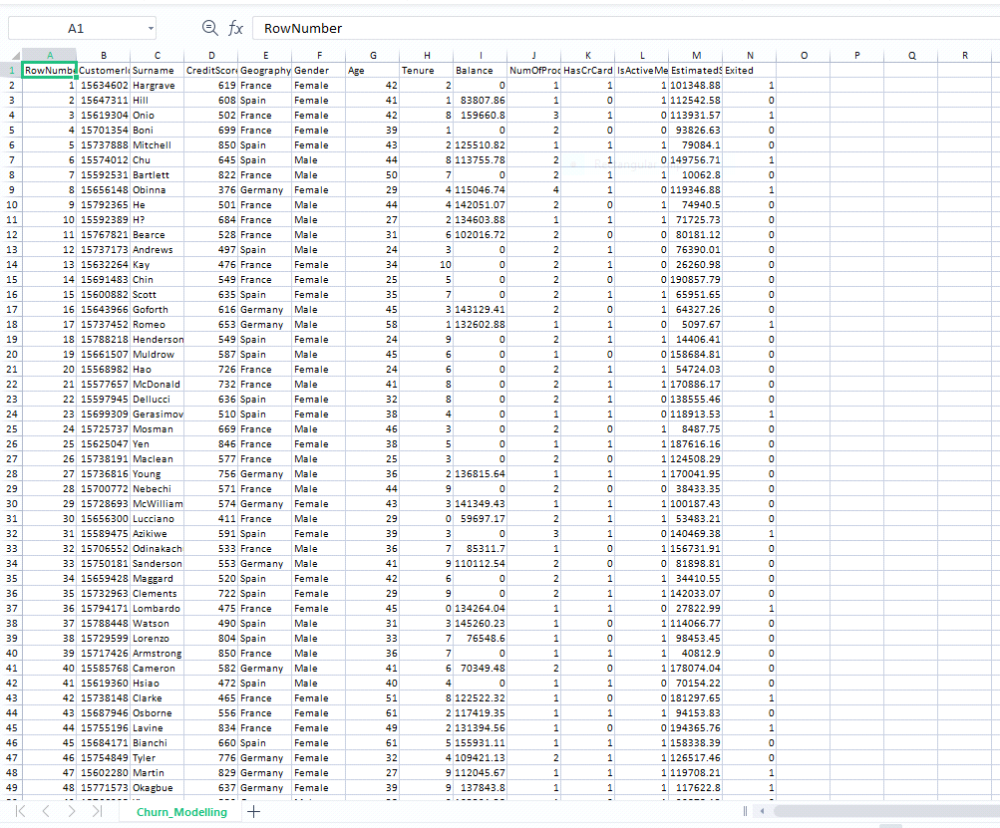 A1 fx RowNumber
A B C D E F G H I J K L M N O P Q R
1 RowNumbe CustomerI Surname CreditScor Geography Gender Age Tenure Balance NumOfProd HasCrCard IsActiveMe EstimatedS Exited
2 1 15634602 Hargrave 619 France Female 42 2 0 1 1 1 101348.88 1
3 2 15647311 Hill 608 Spain Female 41 1 83807.86 1 0 1 112542.58 0
4 3 15619304 Onio 502 France Female 42 8 159660.8 3 1 0 113931.57 1
5 4 15701354 Boni 699 France Female 39 1 0 2 0 0 93826.63 0
6 5 15737888 Mitchell 850 Spain Female 43 2 125510.82 1 1 1 79084.1 0
7 6 15574012 Chu 645 Spain Male 44 8 113755.78 2 1 0 149756.71 1
8 7 15592531 Bartlett 822 France Male 50 7 0 2 1 1 10062.8 0
9 8 15656148 Obinna 376 Germany Female 29 4 115046.74 4 1 0 119346.88 1
10 9 15792365 He 501 France Male 44 4 142051.07 2 0 1 74940.5 0
11 10 15592389 H? 684 France Male 27 2 134603.88 1 1 1 71725.73 0
12 11 15767821 Bearce 528 France Male 31 6 102016.72 2 0 0 80181.12 0
13 12 15737173 Andrews 497 Spain Male 24 3 0 2 1 0 76390.01 0
14 13 15632264 Kay 476 France Female 34 10 0 2 1 0 26260.98 0
15 14 15691483 Chin 549 France Female 25 5 0 2 0 0 190857.79 0
16 15 15600882 Scott 635 Spain Female 35 7 0 2 1 1 65951.65 0
17 16 15643966 Goforth 616 Germany Male 45 3 143129.41 2 0 1 64327.26 0
18 17 15737452 Romeo 653 Germany Male 58 1 132602.88 1 1 0 5097.67 1
19 18 15788218 Henderson 549 Spain Female 24 9 0 2 1 1 14406.41 0
20 19 15661507 Muldrow 587 Spain Male 45 6 0 1 0 0 158684.81 0
21 20 15568982 Hao 726 France Female 24 6 0 2 1 1 54724.03 0
22 21 15577657 McDonald 732 France Male 41 8 0 2 1 1 170886.17 0
23 22 15597945 Dellucci 636 Spain Female 32 8 0 2 1 0 138555.46 0
24 23 15699309 Gerasimov 510 Spain Female 38 4 0 1 1 0 118913.53 1
25 24 15725737 Mosman 669 France Male 46 3 0 2 0 1 8487.75 0
26 25 15625047 Yen 846 France Female 38 5 0 1 1 1 187616.16 0
27 26 15738191 Maclean 577 France Male 25 3 0 2 0 1 124508.29 0
28 27 15736816 Young 756 Germany Male 36 2 136815.64 1 1 1 170041.95 0
29 28 15700772 Nebechi 571 France Male 44 9 0 2 0 0 38433.35 0
30 29 15728693 McWilliam 574 Germany Female 43 3 141349.43 1 1 1 100187.43 0
31 30 15656300 Lucciano 411 France Male 29 0 59697.17 2 1 1 53483.21 0
32 31 15589475 Azikiwe 591 Spain Female 39 3 0 3 1 0 140469.38 1
33 32 15706552 Odinakach 533 France Male 36 7 85311.7 1 0 1 156731.91 0
34 33 15750181 Sanderson 553 Germany Male 41 9 110112.54 2 0 0 81898.81 0
35 34 15659428 Maggard 520 Spain Female 42 6 0 2 1 1 34410.55 0
36 35 15732963 Clements 722 Spain Female 29 9 0 2 1 1 142033.07 0
37 36 15794171 Lombardo 475 France Female 45 0 134264.04 1 1 0 27822.99 1
38 37 15788448 Watson 490 Spain Male 31 3 145260.23 1 0 1 114066.77 0
39 38 15729599 Lorenzo 804 Spain Male 33 7 76548.6 1 0 1 98453.45 0
40 39 15717426 Armstrong 850 France Male 36 7 0 1 1 1 40812.9 0
41 40 15585768 Cameron 582 Germany Male 41 6 70349.48 2 0 1 178074.04 0
42 41 15619360 Hsiao 472 Spain Male 40 4 0 1 1 0 70154.22 0
43 42 15738148 Clarke 465 France Female 51 8 122522.32 1 0 0 181297.65 1
44 43 15687946 Osborne 556 France Female 61 2 117419.35 1 1 1 94153.83 0
45 44 15755196 Lavine 834 France Female 49 2 131394.56 1 0 0 194365.76 1
46 45 15684171 Bianchi 660 Spain Female 61 5 155931.11 1 1 1 158338.39 0
47 46 15754849 Tyler 776 Germany Female 32 4 109421.13 2 1 1 126517.46 0
48 47 15602280 Martin 829 Germany Female 27 9 112045.67 1 1 1 119708.21 1
49 48 15771573 Okagbue 637 Germany Female 39 9 137843.8 1 1 1 117622.8 1
Churn_Modelling